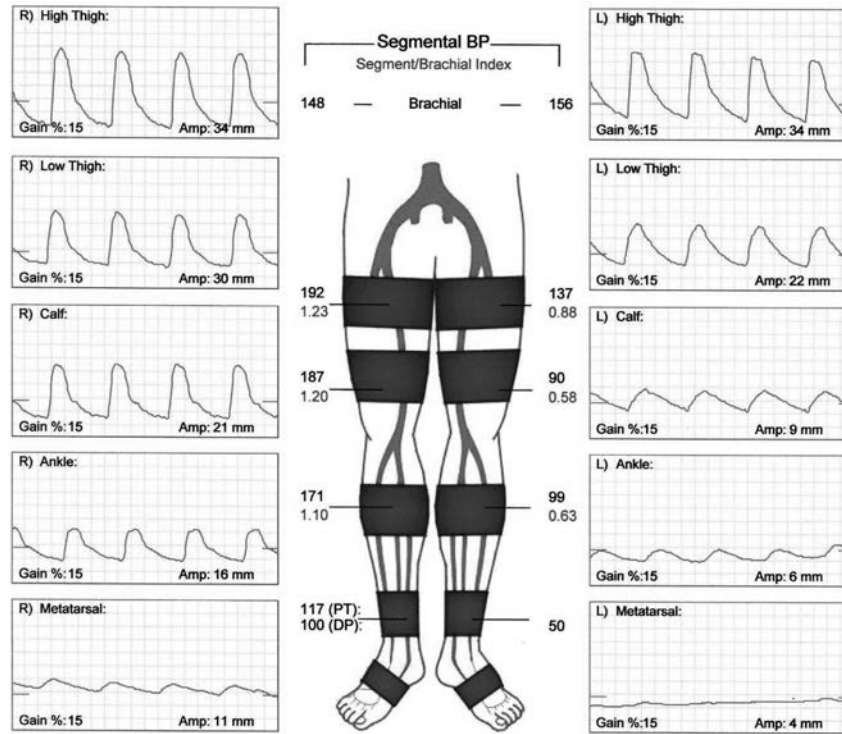 R) High Thigh:
Gain %:15 Amp: 34 mm
R) Low Thigh:
Gain %:15 Amp: 30 mm
R) Calf:
Gain %:15 Amp: 21 mm
R) Ankle:
Gain %:15 Amp: 16 mm
R) Metatarsal:
Gain %:15 Amp: 11 mm
Segmental BP
Segment/Brachial Index
148 — Brachial — 156
192 137
1.23 0.88
187 90
1.20 0.58
171 99
1.10 0.63
117 (PT):
100 (DP): 50
L) High Thigh:
Gain %:15 Amp: 34 mm
L) Low Thigh:
Gain %:15 Amp: 22 mm
L) Calf:
Gain %:15 Amp: 9 mm
L) Ankle:
Gain %:15 Amp: 6 mm
L) Metatarsal:
Gain %:15 Amp: 4 mm